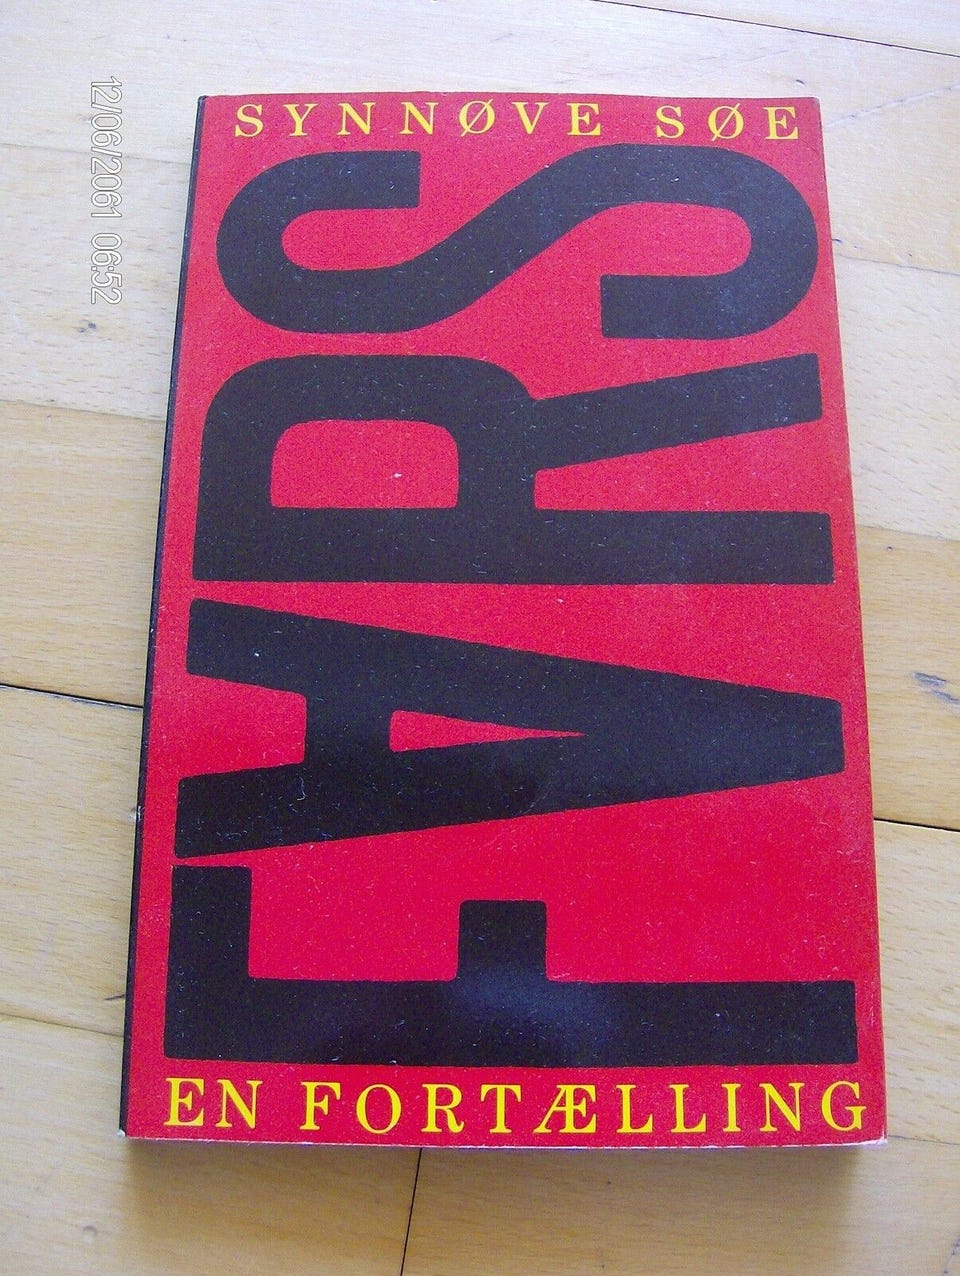 SYNNØVE SØE
FARS
EN FORTÆLLING
12/06/2061 06:52